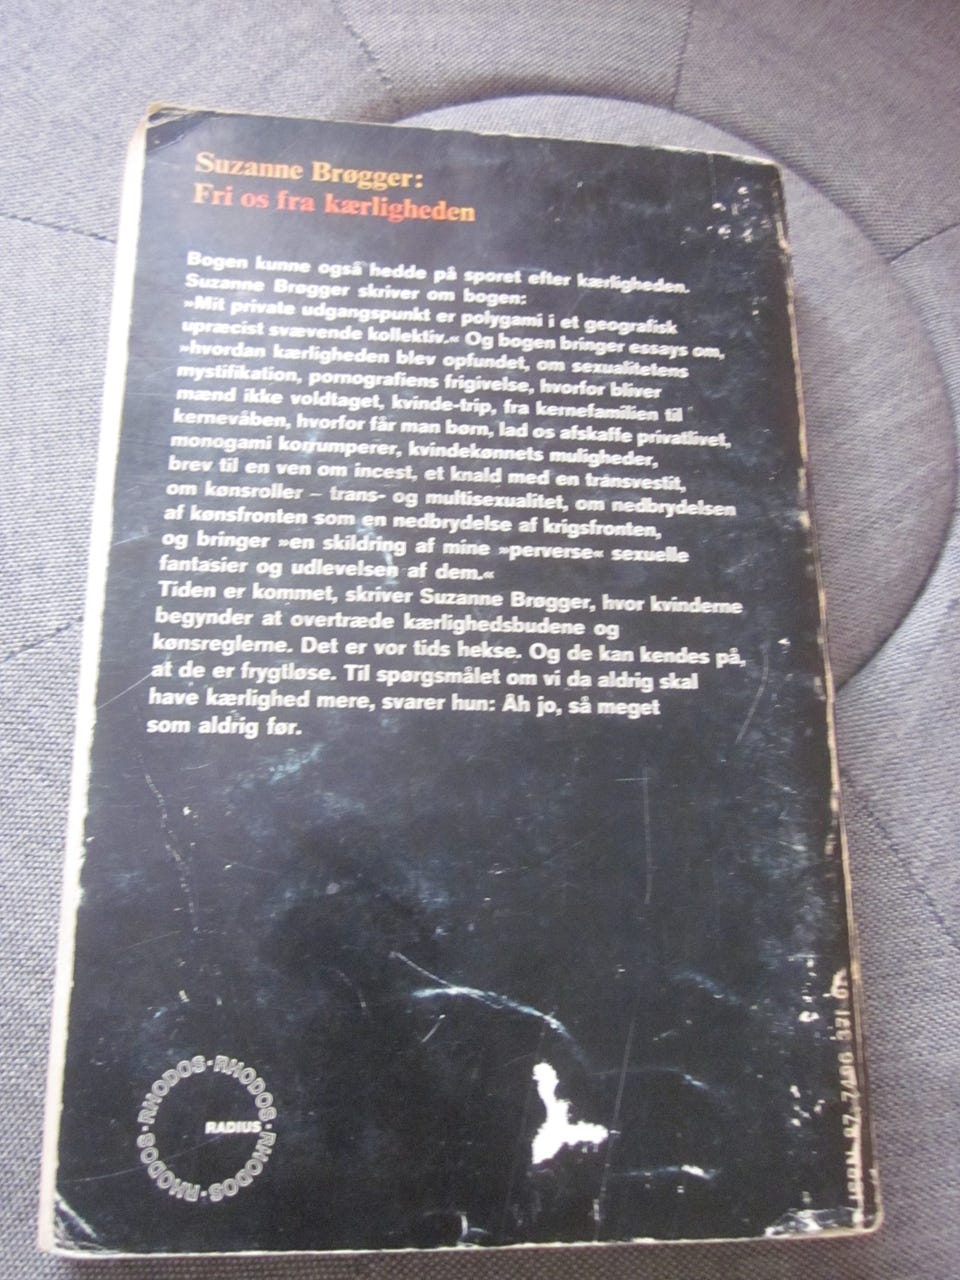 Suzanne Brøgger:
Fri os fra kærligheden
Bogen kunne også hedde på sporet efter kærligheden.
Suzanne Brøgger skriver om bogen:
»Mit private udgangspunkt er polygami i et geografisk
upræcist svævende kollektiv.« Og bogen bringer essays om,
»hvordan kærligheden blev opfundet, om sexualitetens
mystifikation, pornografiens frigivelse, hvorfor bliver
mænd ikke voldtaget, kvinde-trip, fra kernefamilien til
kernevåben, hvorfor får man børn, lad os afskaffe privatlivet,
monogami korrumperer, kvindekønnets muligheder,
brev til en ven om incest, et knald med en transvestit,
om kønsroller – trans- og multisexualitet, om nedbrydelsen
af kønsfronten som en nedbrydelse af krigsfronten,
og bringer »en skildring af mine »perverse« sexuelle
fantasier og udlevelsen af dem.«
Tiden er kommet, skriver Suzanne Brøgger, hvor kvinderne
begynder at overtræde kærlighedsbudene og
kønsreglerne. Det er vor tids hekse. Og de kan kendes på,
at de er frygtløse. Til spørgsmålet om vi da aldrig skal
have kærlighed mere, svarer hun: Åh jo, så meget
som aldrig før.
RHODOS·RHODOS·RHODOS·RHODOS·RHODOS·
RADIUS
ISBN 87 7496